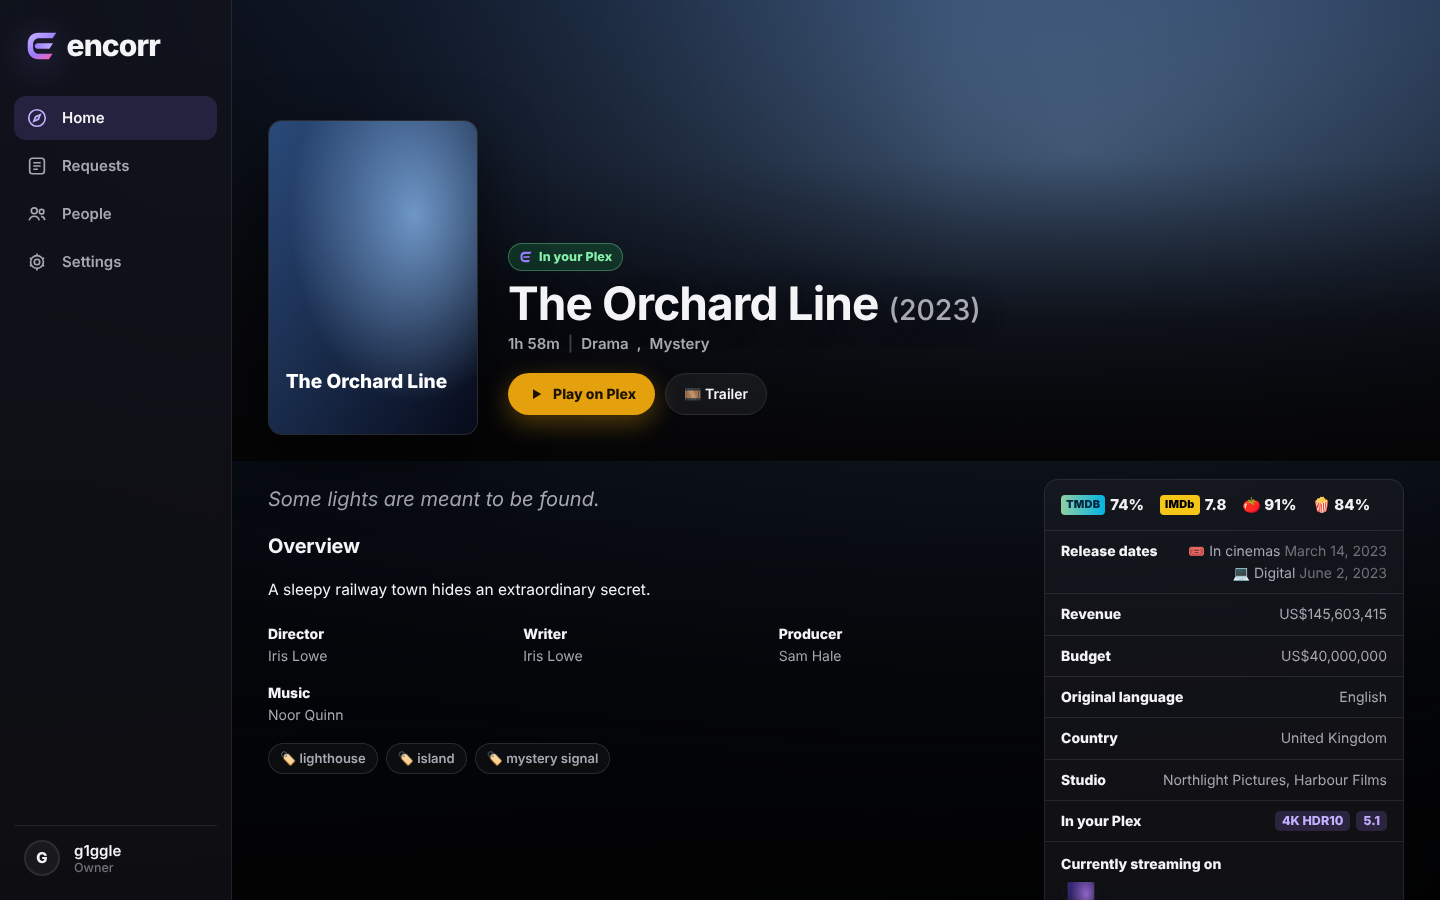 encorr
Home
Requests
People
Settings
g1ggle
Owner
G
The Orchard Line
In your Plex
The Orchard Line (2023)
1h 58m | Drama , Mystery
Play on Plex
Trailer
Some lights are meant to be found.
Overview
A sleepy railway town hides an extraordinary secret.
Director
Iris Lowe
Writer
Iris Lowe
Producer
Sam Hale
Music
Noor Quinn
lighthouse
island
mystery signal
TMDB 74% IMDb 7.8 91% 84%
Release dates In cinemas March 14, 2023
Digital June 2, 2023
Revenue US$145,603,415
Budget US$40,000,000
Original language English
Country United Kingdom
Studio Northlight Pictures, Harbour Films
In your Plex 4K HDR10 5.1
Currently streaming on